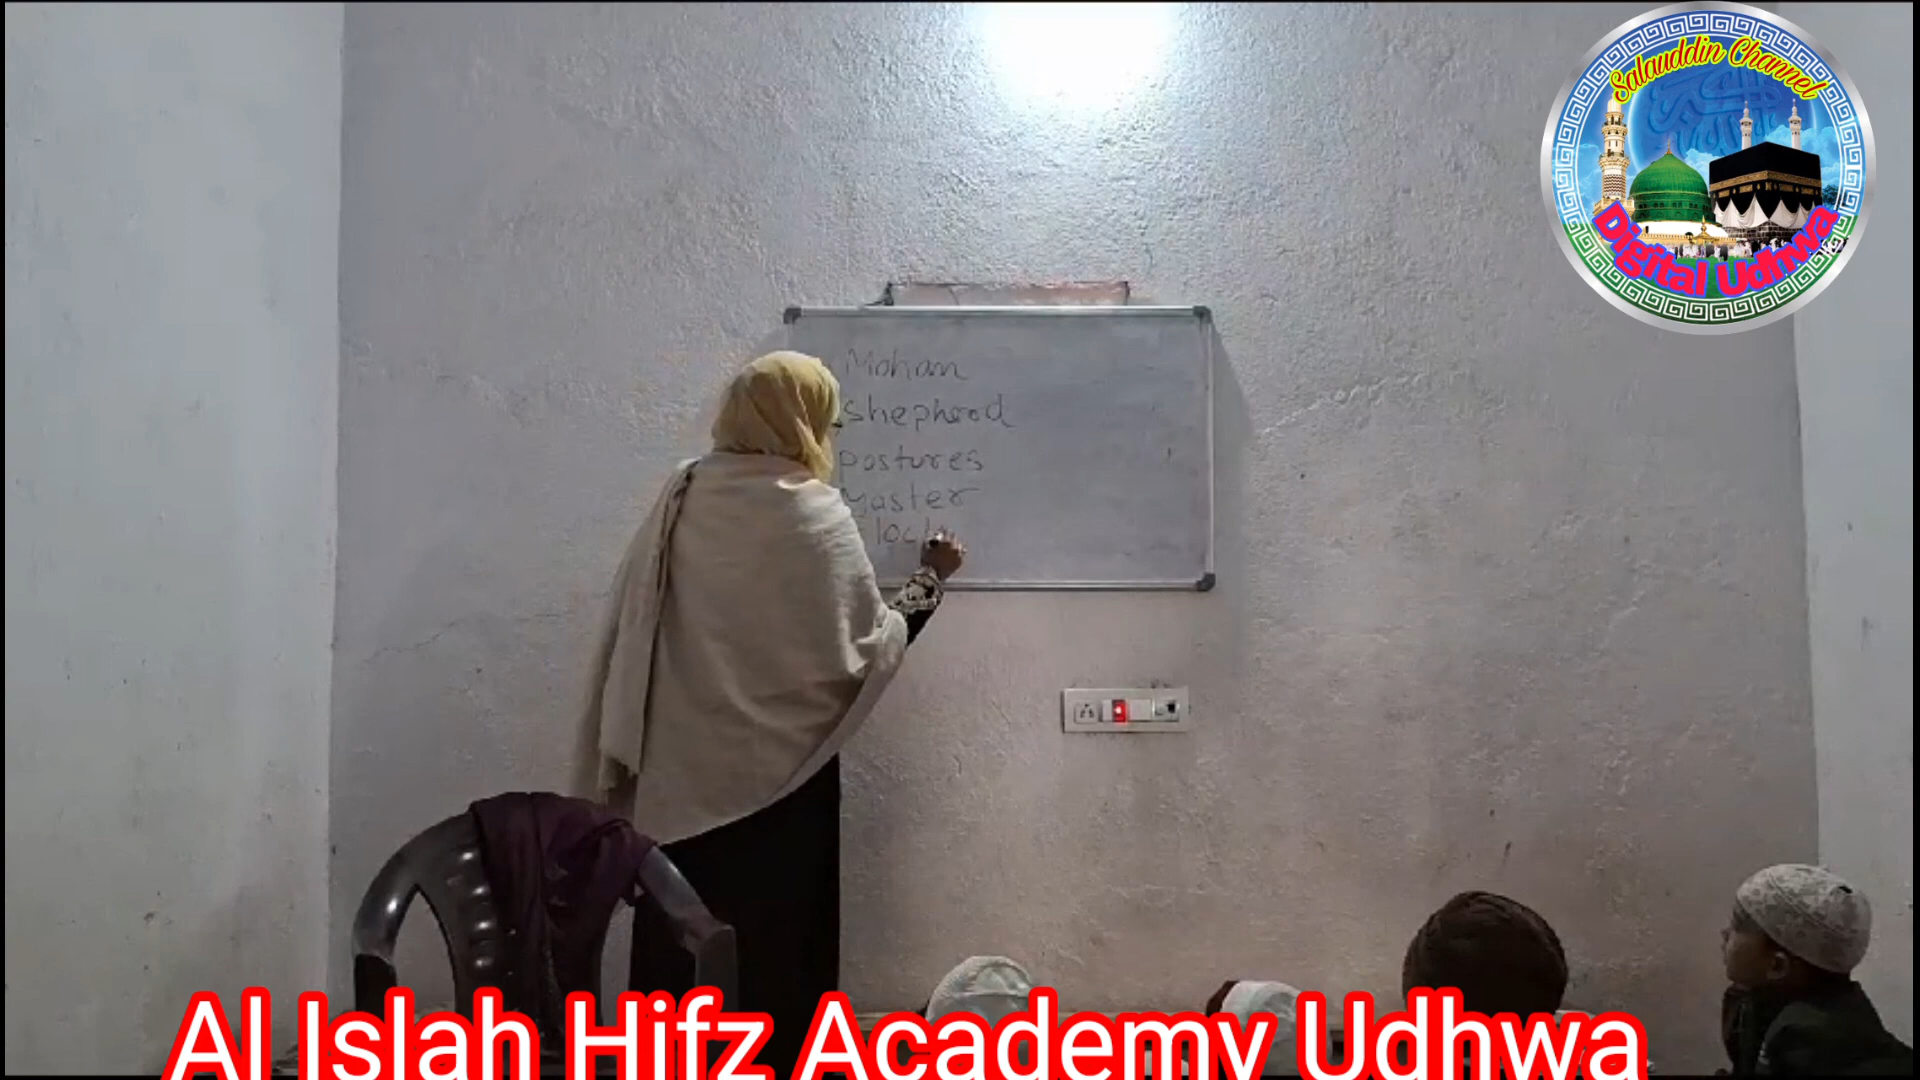 Salauddin Channel
Digital Udhwa
Mohan
Shepherd
postures
Master
Al Islah Hifz Academy Udhwa